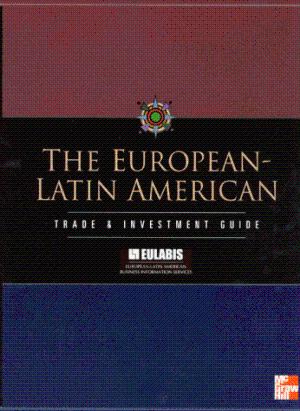 THE EUROPEAN-
LATIN AMERICAN
TRADE & INVESTMENT GUIDE
EULABIS
EUROPEAN-LATIN AMERICAN
BUSINESS INFORMATION SERVICES
Mc
Graw
Hill